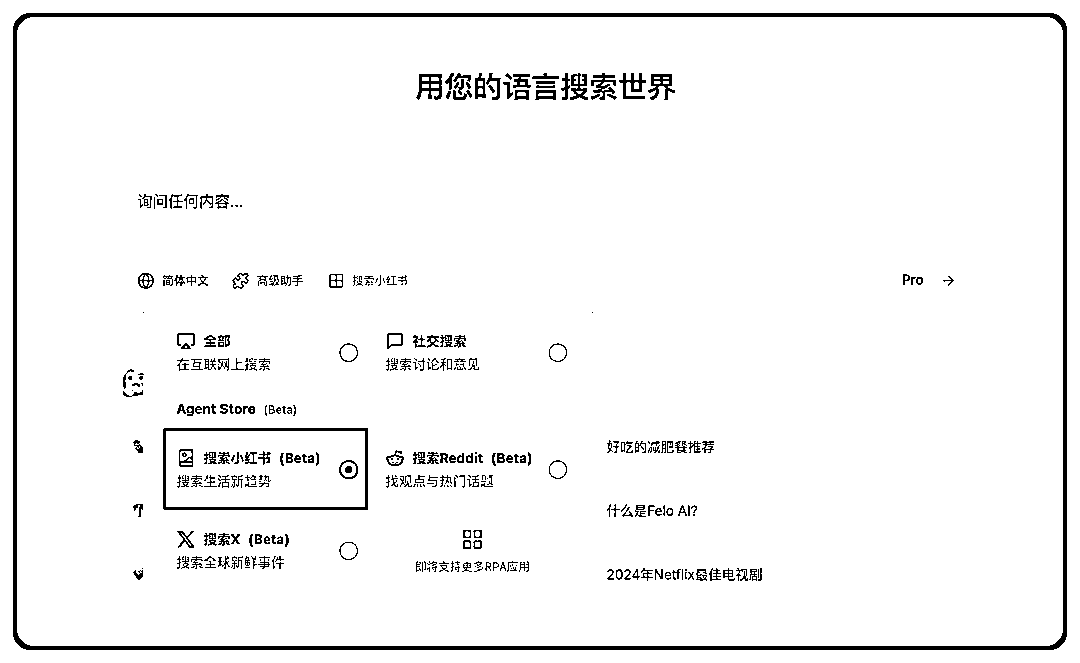 用您的语言搜索世界
询问任何内容...
简体中文 高级助手 搜索小红书 Pro
全部 社交搜索
在互联网上搜索 搜索讨论和意见
Agent Store (Beta)
搜索小红书 (Beta) 搜索Reddit (Beta)
搜索生活新趋势 找观点与热门话题
好吃的减肥餐推荐
什么是Felo AI?
搜索X (Beta)
搜索全球新鲜事件 即将支持更多RPA应用
2024年Netflix最佳电视剧